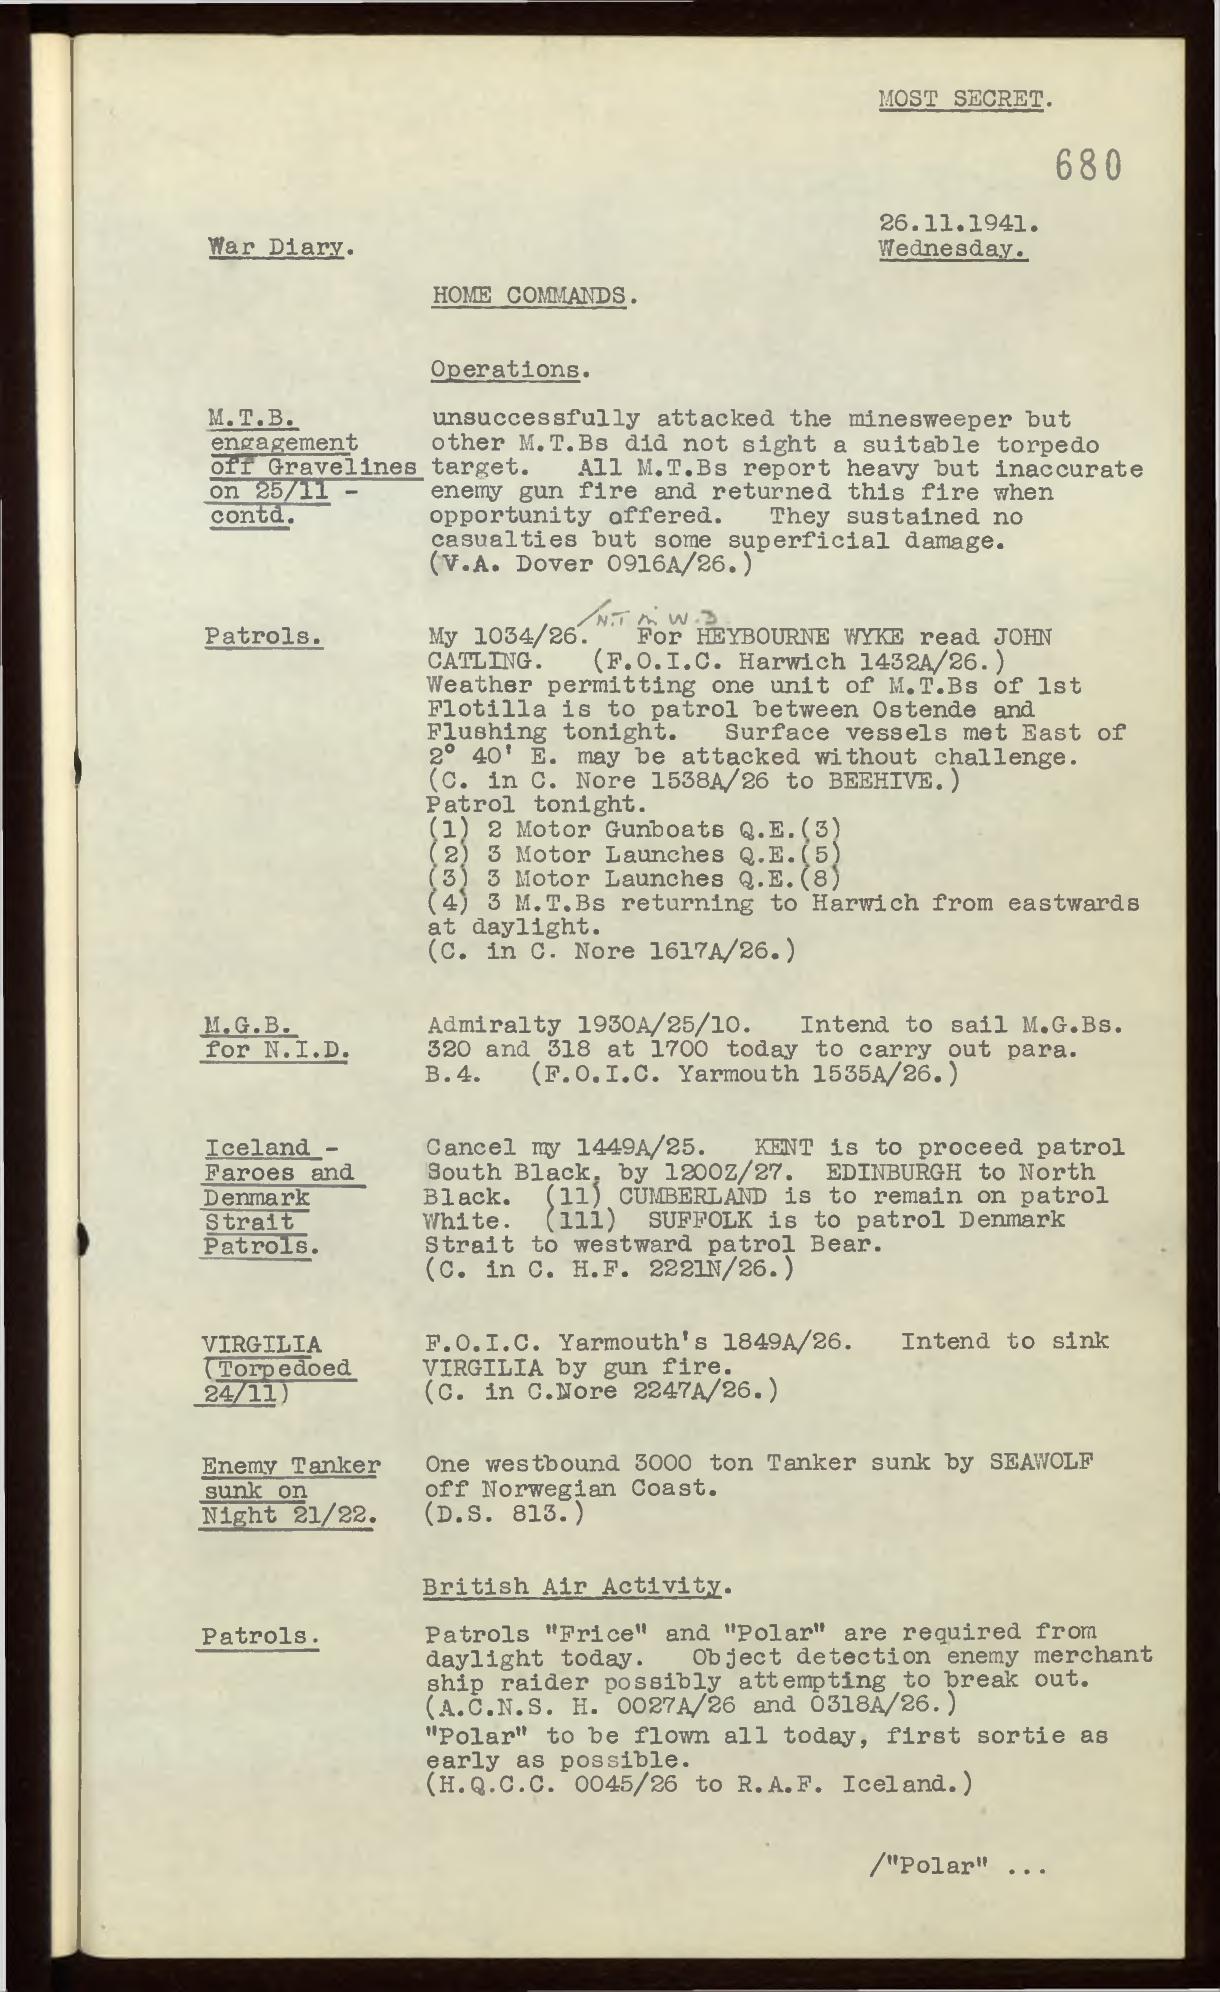 MOST SECRET.
680
26.11.1941.
War Diary.
Wednesday.
HOME COMMANDS.
Operations.
M.T.B.
engagement
off Gravelines
on 25/11 -
contd.
unsuccessfully attacked the minesweeper but
other M.T.Bs did not sight a suitable torpedo
target. All M.T.Bs report heavy but inaccurate
enemy gun fire and returned this fire when
opportunity offered. They sustained no
casualties but some superficial damage.
(V.A. Dover 0916A/26.)
/N.T in W.D
Patrols.
My 1034/26. For HEYBOURNE WYKE read JOHN
CATLING. (F.O.I.C. Harwich 1432A/26.)
Weather permitting one unit of M.T.Bs of 1st
Flotilla is to patrol between Ostende and
Flushing tonight. Surface vessels met East of
2° 40' E. may be attacked without challenge.
(C. in C. Nore 1538A/26 to BEEHIVE.)
Patrol tonight.
(1) 2 Motor Gunboats Q.E.(3)
(2) 3 Motor Launches Q.E.(5)
(3) 3 Motor Launches Q.E.(8)
(4) 3 M.T.Bs returning to Harwich from eastwards
at daylight.
(C. in C. Nore 1617A/26.)
M.G.B.
for N.I.D.
Admiralty 1930A/25/10. Intend to sail M.G.Bs.
320 and 318 at 1700 today to carry out para.
B.4. (F.O.I.C. Yarmouth 1535A/26.)
Iceland -
Faroes and
Denmark
Strait
Patrols.
Cancel my 1449A/25. KENT is to proceed patrol
South Black, by 1200Z/27. EDINBURGH to North
Black. (11) CUMBERLAND is to remain on patrol
White. (111) SUFFOLK is to patrol Denmark
Strait to westward patrol Bear.
(C. in C. H.F. 2221N/26.)
VIRGILIA
(Torpedoed
24/11)
F.O.I.C. Yarmouth's 1849A/26. Intend to sink
VIRGILIA by gun fire.
(C. in C.Nore 2247A/26.)
Enemy Tanker
sunk on
Night 21/22.
One westbound 3000 ton Tanker sunk by SEAWOLF
off Norwegian Coast.
(D.S. 813.)
British Air Activity.
Patrols.
Patrols "Frice" and "Polar" are required from
daylight today. Object detection enemy merchant
ship raider possibly attempting to break out.
(A.C.N.S. H. 0027A/26 and 0318A/26.)
"Polar" to be flown all today, first sortie as
early as possible.
(H.Q.C.C. 0045/26 to R.A.F. Iceland.)
/"Polar" ...